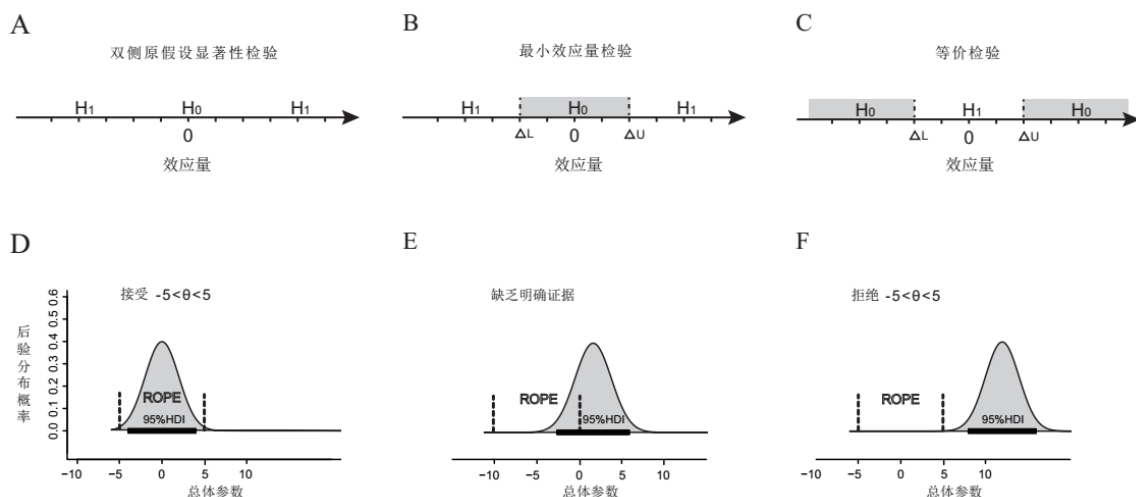 A
双侧原假设显著性检验
H1 H0 H1
0
效应量
B
最小效应量检验
H1 H0 H1
△L 0 △U
效应量
C
等价检验
H0 H1 H0
△L 0 △U
效应量
D
接受 -5<θ<5
后验分布概率
0.6
0.5
0.4
0.3
0.2
0.1
0.0
ROPE
95%HDI
-10 -5 0 5 10
总体参数
E
缺乏明确证据
ROPE
95%HDI
-10 -5 0 5 10
总体参数
F
拒绝 -5<θ<5
ROPE
95%HDI
-10 -5 0 5 10
总体参数